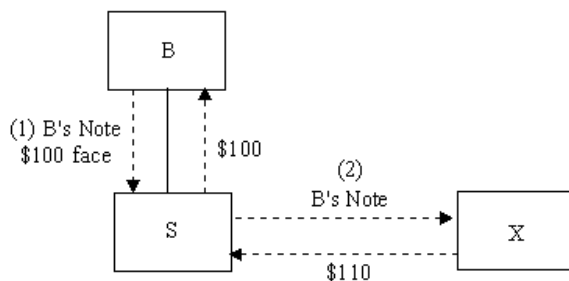 B
(1) B's Note
$100 face
$100
(2)
B's Note
S
X
$110